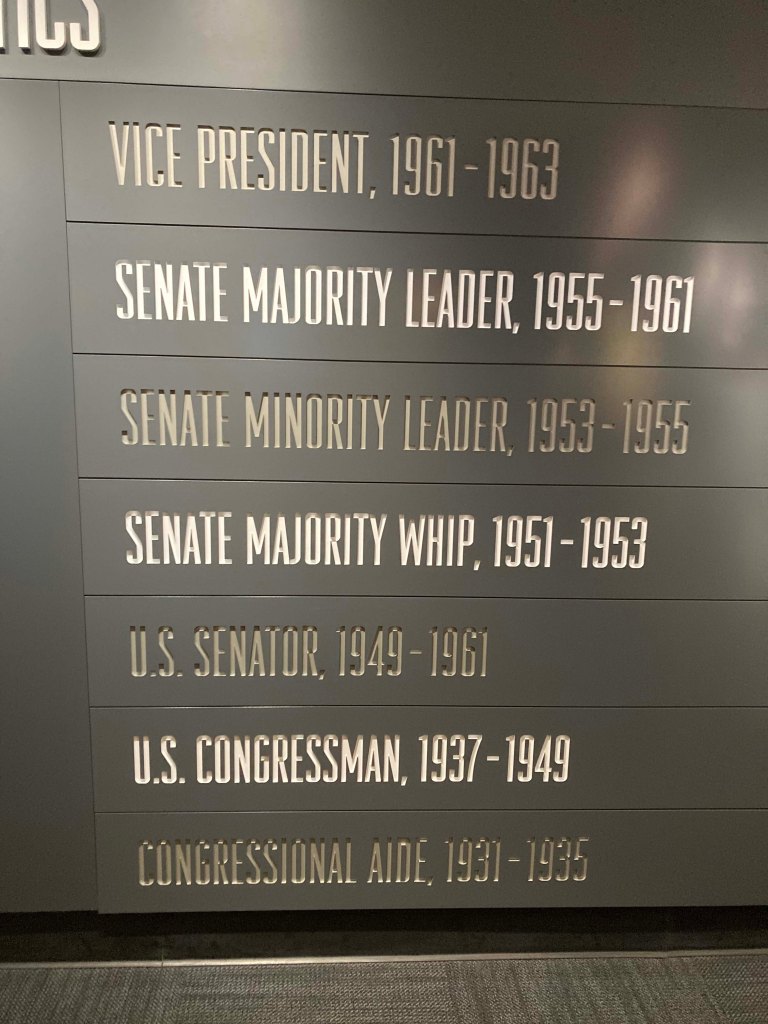 VICE PRESIDENT, 1961-1963
SENATE MAJORITY LEADER, 1955-1961
SENATE MINORITY LEADER, 1953-1955
SENATE MAJORITY WHIP, 1951-1953
U.S. SENATOR, 1949-1961
U.S. CONGRESSMAN, 1937-1949
CONGRESSIONAL AIDE, 1931-1935